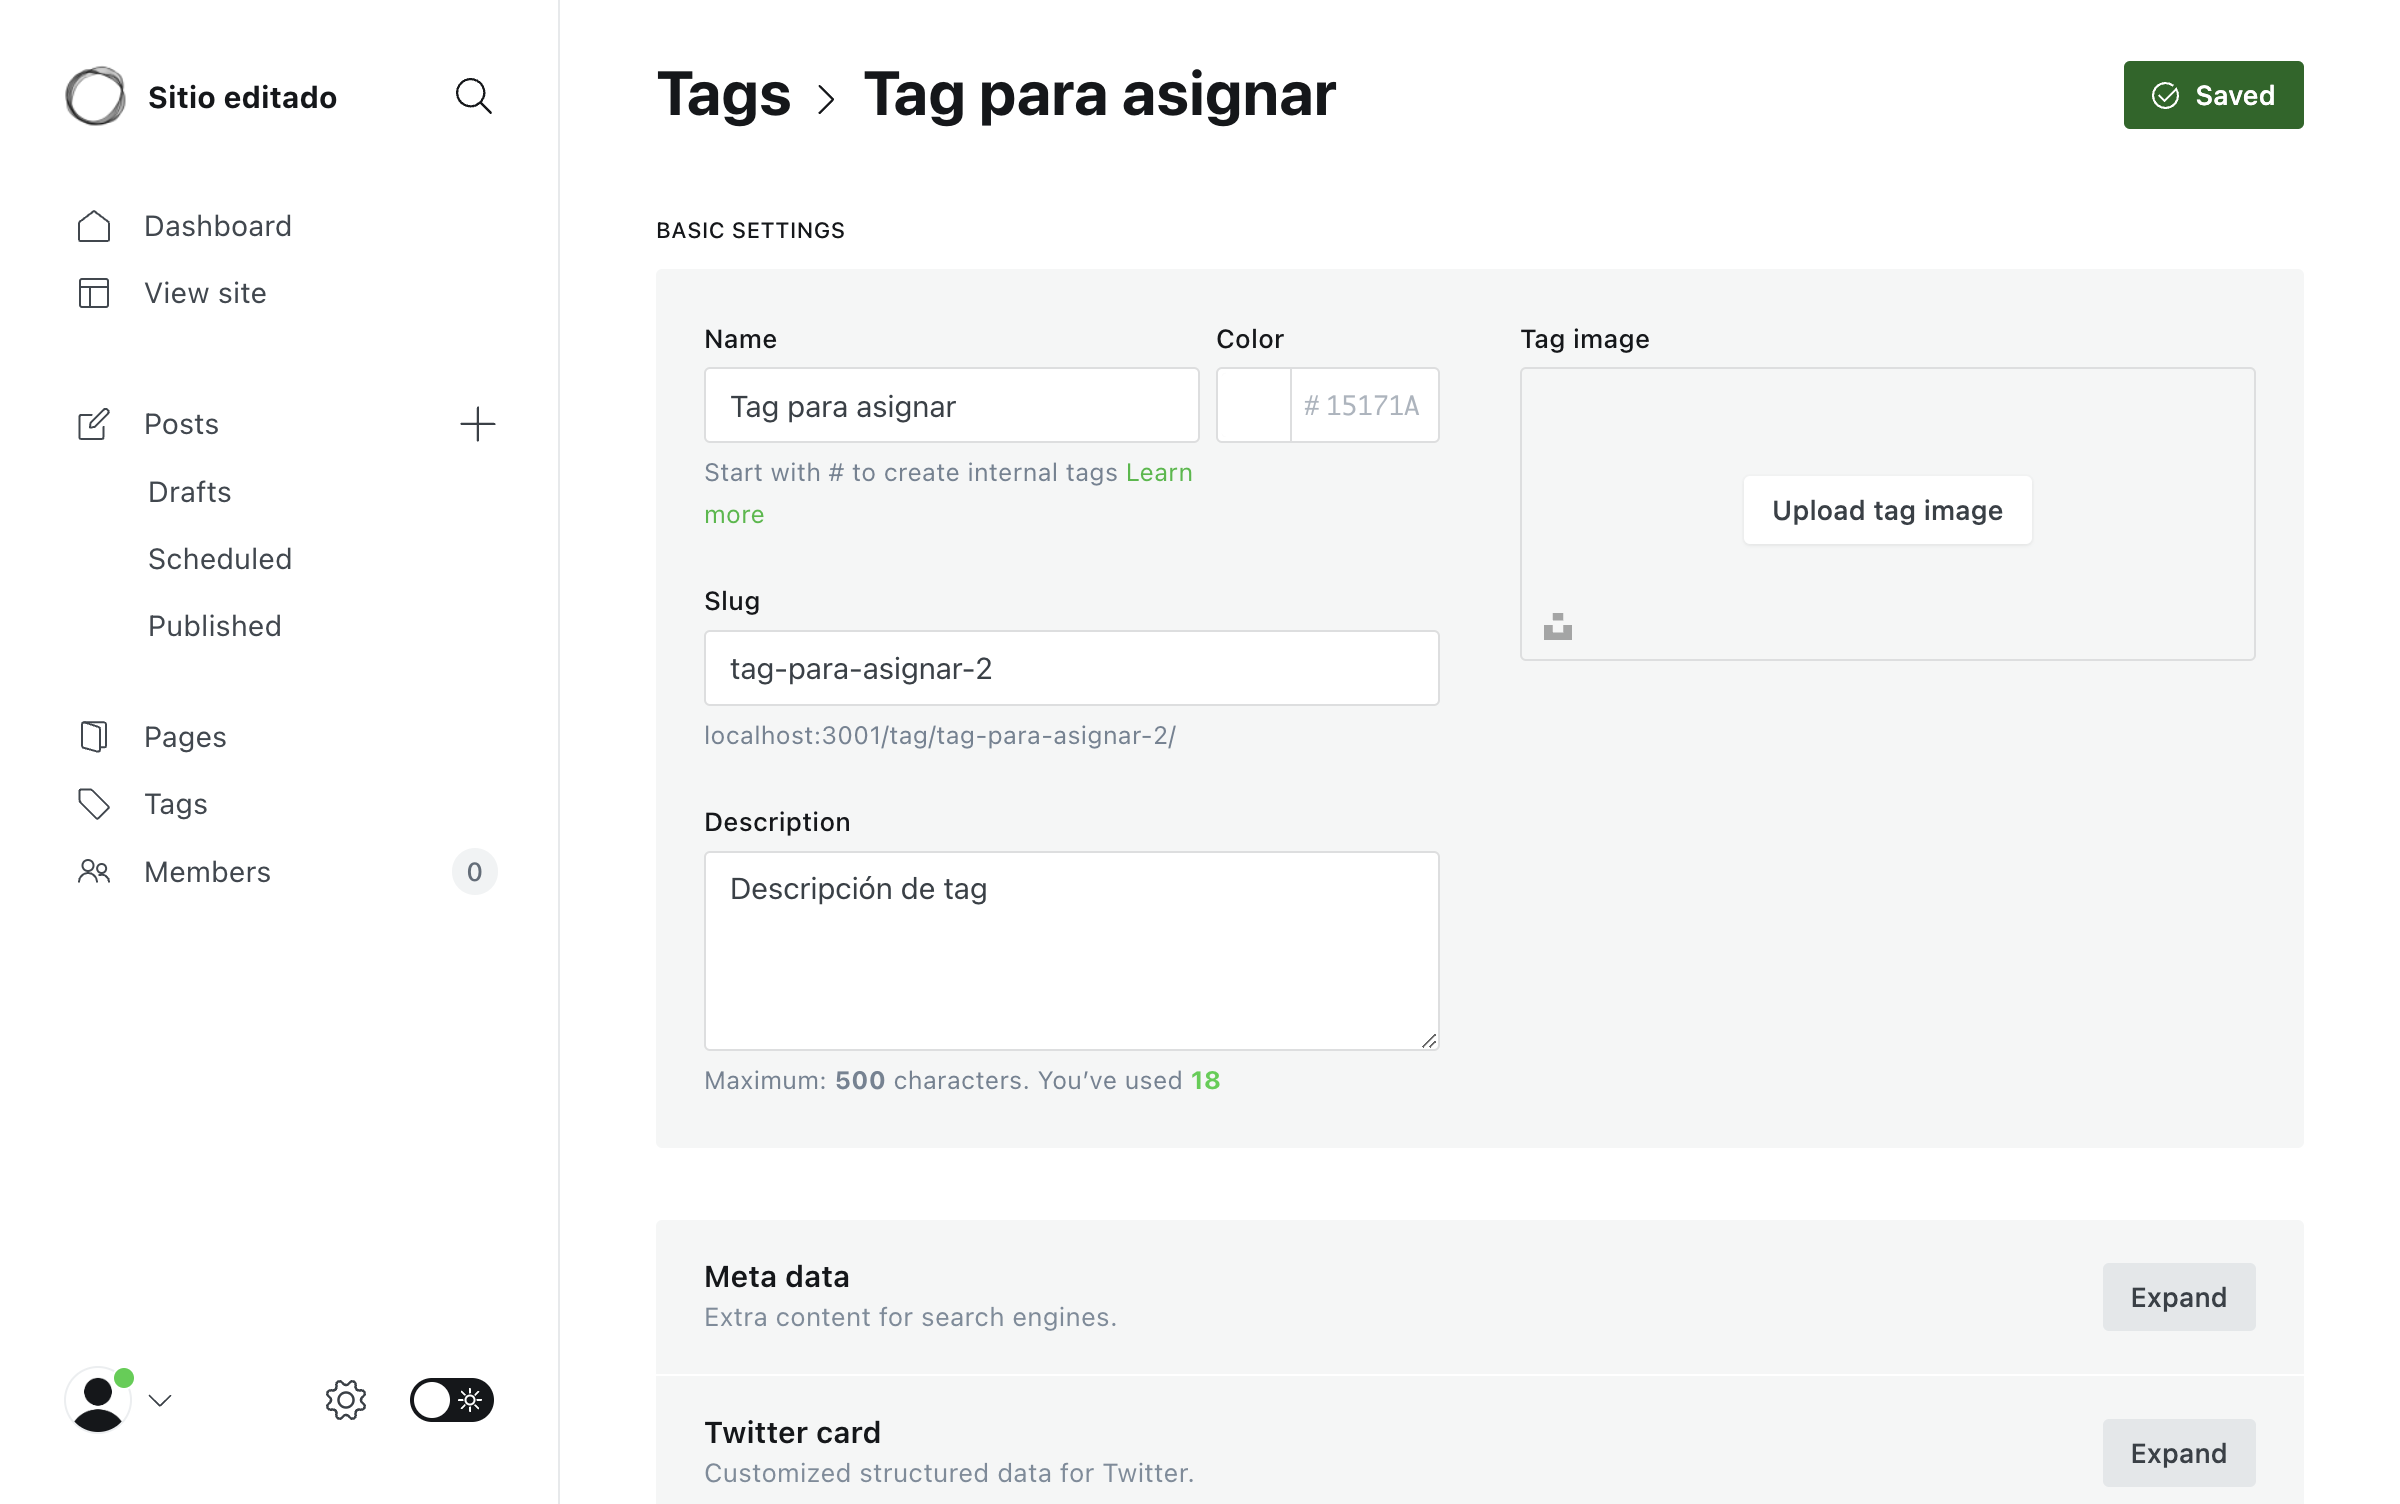 Sitio editado
Dashboard
View site
Posts
Drafts
Scheduled
Published
Pages
Tags
Members
0
Tags
Tag para asignar
Saved
BASIC SETTINGS
Name
Tag para asignar
Start with # to create internal tags Learn
more
Color
# 15171A
Slug
tag-para-asignar-2
localhost:3001/tag/tag-para-asignar-2/
Description
Descripción de tag
Maximum: 500 characters. You’ve used 18
Tag image
Upload tag image
Meta data
Extra content for search engines.
Expand
Twitter card
Customized structured data for Twitter.
Expand